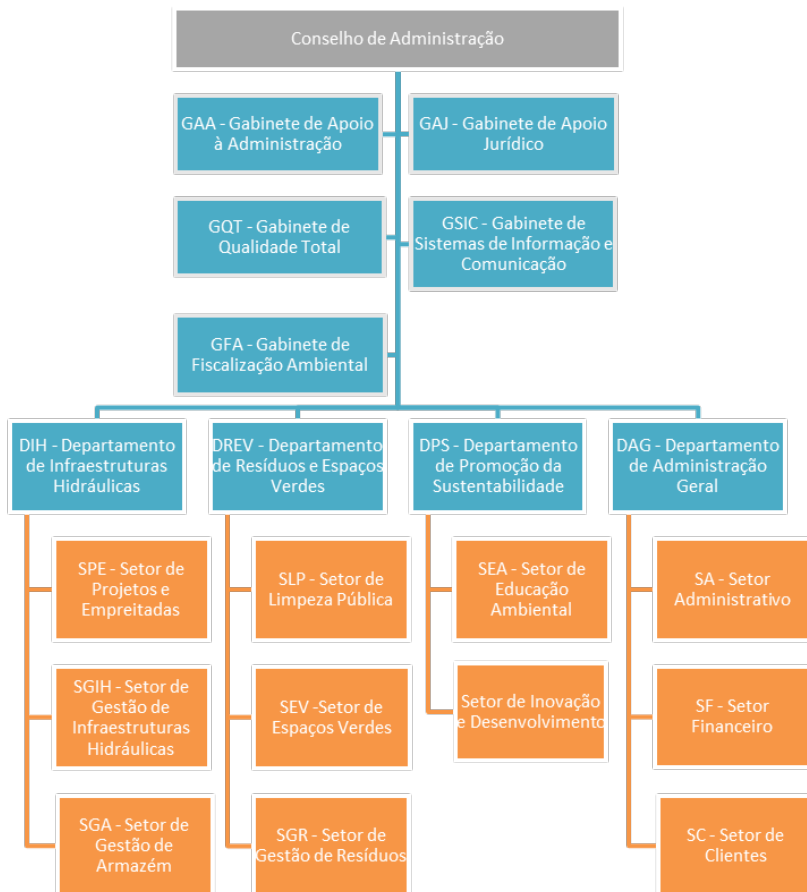 Conselho de Administração
GAA - Gabinete de Apoio
à Administração
GAJ - Gabinete de Apoio
Jurídico
GQT - Gabinete de
Qualidade Total
GSIC - Gabinete de
Sistemas de Informação e
Comunicação
GFA - Gabinete de
Fiscalização Ambiental
DIH - Departamento
de Infraestruturas
Hidráulicas
DREV - Departamento
de Resíduos e Espaços
Verdes
DPS - Departamento
de Promoção da
Sustentabilidade
DAG - Departamento
de Administração
Geral
SPE - Setor de
Projetos e
Empreitadas
SLP - Setor de
Limpeza Pública
SEA - Setor de
Educação
Ambiental
SA - Setor
Administrativo
SGIH - Setor de
Gestão de
Infraestruturas
Hidráulicas
SEV -Setor de
Espaços Verdes
Setor de Inovação
e Desenvolvimento
SF - Setor
Financeiro
SGA - Setor de
Gestão de
Armazém
SGR - Setor de
Gestão de Resíduos
SC - Setor de
Clientes